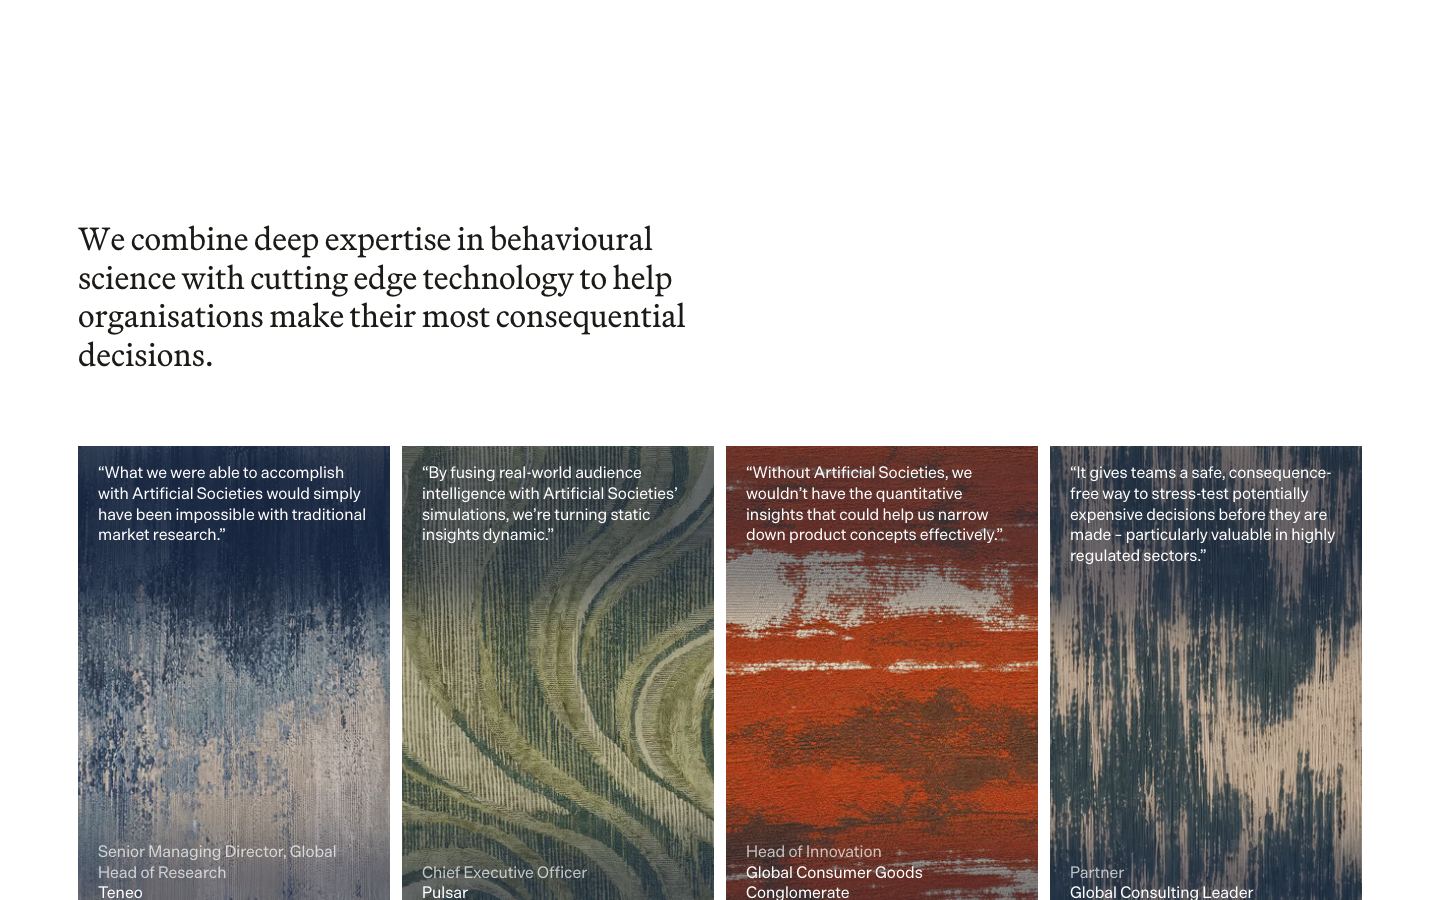 We combine deep expertise in behavioural
science with cutting edge technology to help
organisations make their most consequential
decisions.
“What we were able to accomplish
with Artificial Societies would simply
have been impossible with traditional
market research.”
Senior Managing Director, Global
Head of Research
Teneo
“By fusing real-world audience
intelligence with Artificial Societies’
simulations, we’re turning static
insights dynamic.”
Chief Executive Officer
Pulsar
“Without Artificial Societies, we
wouldn’t have the quantitative
insights that could help us narrow
down product concepts effectively.”
Head of Innovation
Global Consumer Goods
Conglomerate
“It gives teams a safe, consequence-
free way to stress-test potentially
expensive decisions before they are
made – particularly valuable in highly
regulated sectors.”
Partner
Global Consulting Leader